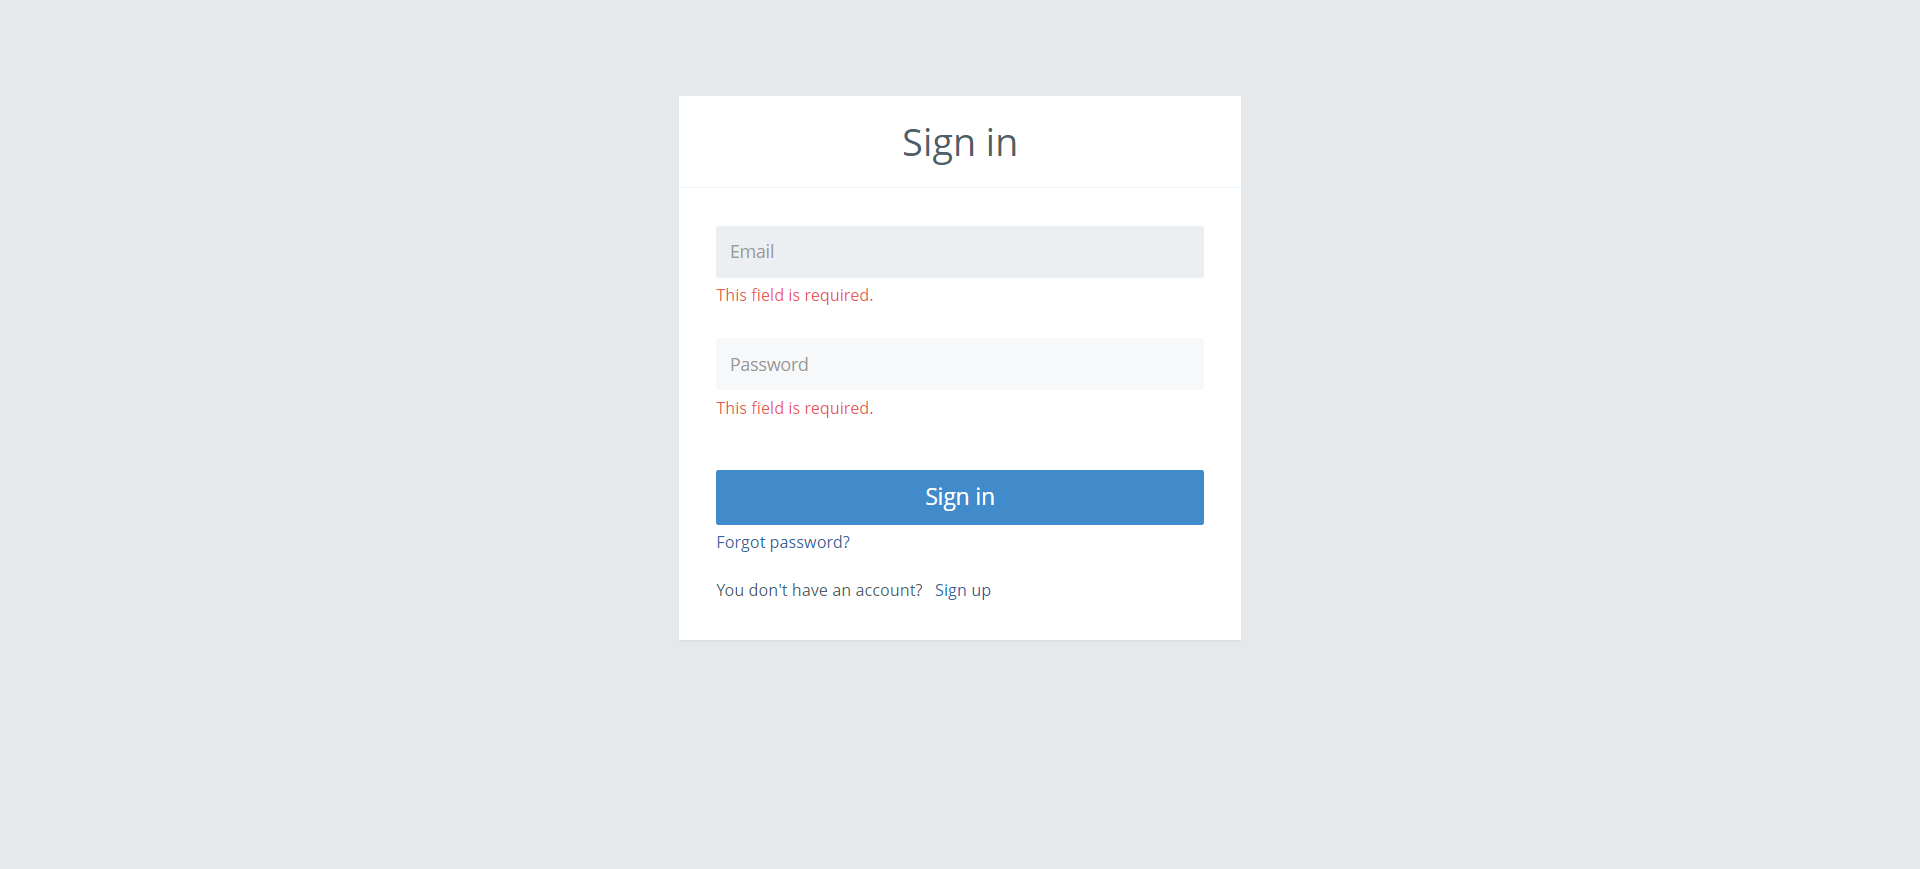 Sign in
Email
This field is required.
Password
This field is required.
Sign in
Forgot password?
You don't have an account? Sign up